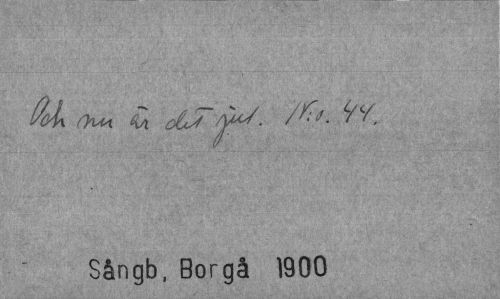 Och nu är det jul. N:o. 44.
Sångb, Borgå 1900